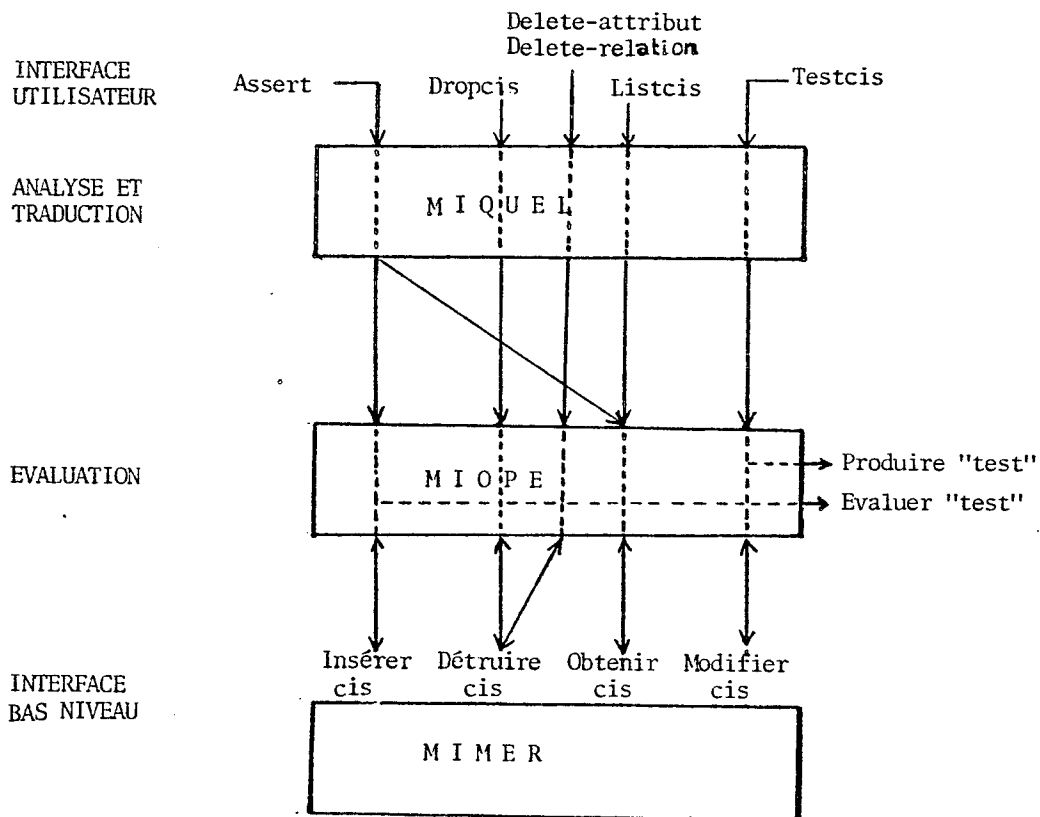 Delete-attribut
Delete-relation
INTERFACE
UTILISATEUR
Assert
Dropcis
Listcis
Testcis
ANALYSE ET
TRADUCTION
M I Q U E L
EVALUATION
M I O P E
Produire "test"
Evaluer "test"
Insérer
cis
Détruire
cis
Obtenir
cis
Modifier
cis
INTERFACE
BAS NIVEAU
M I M E R